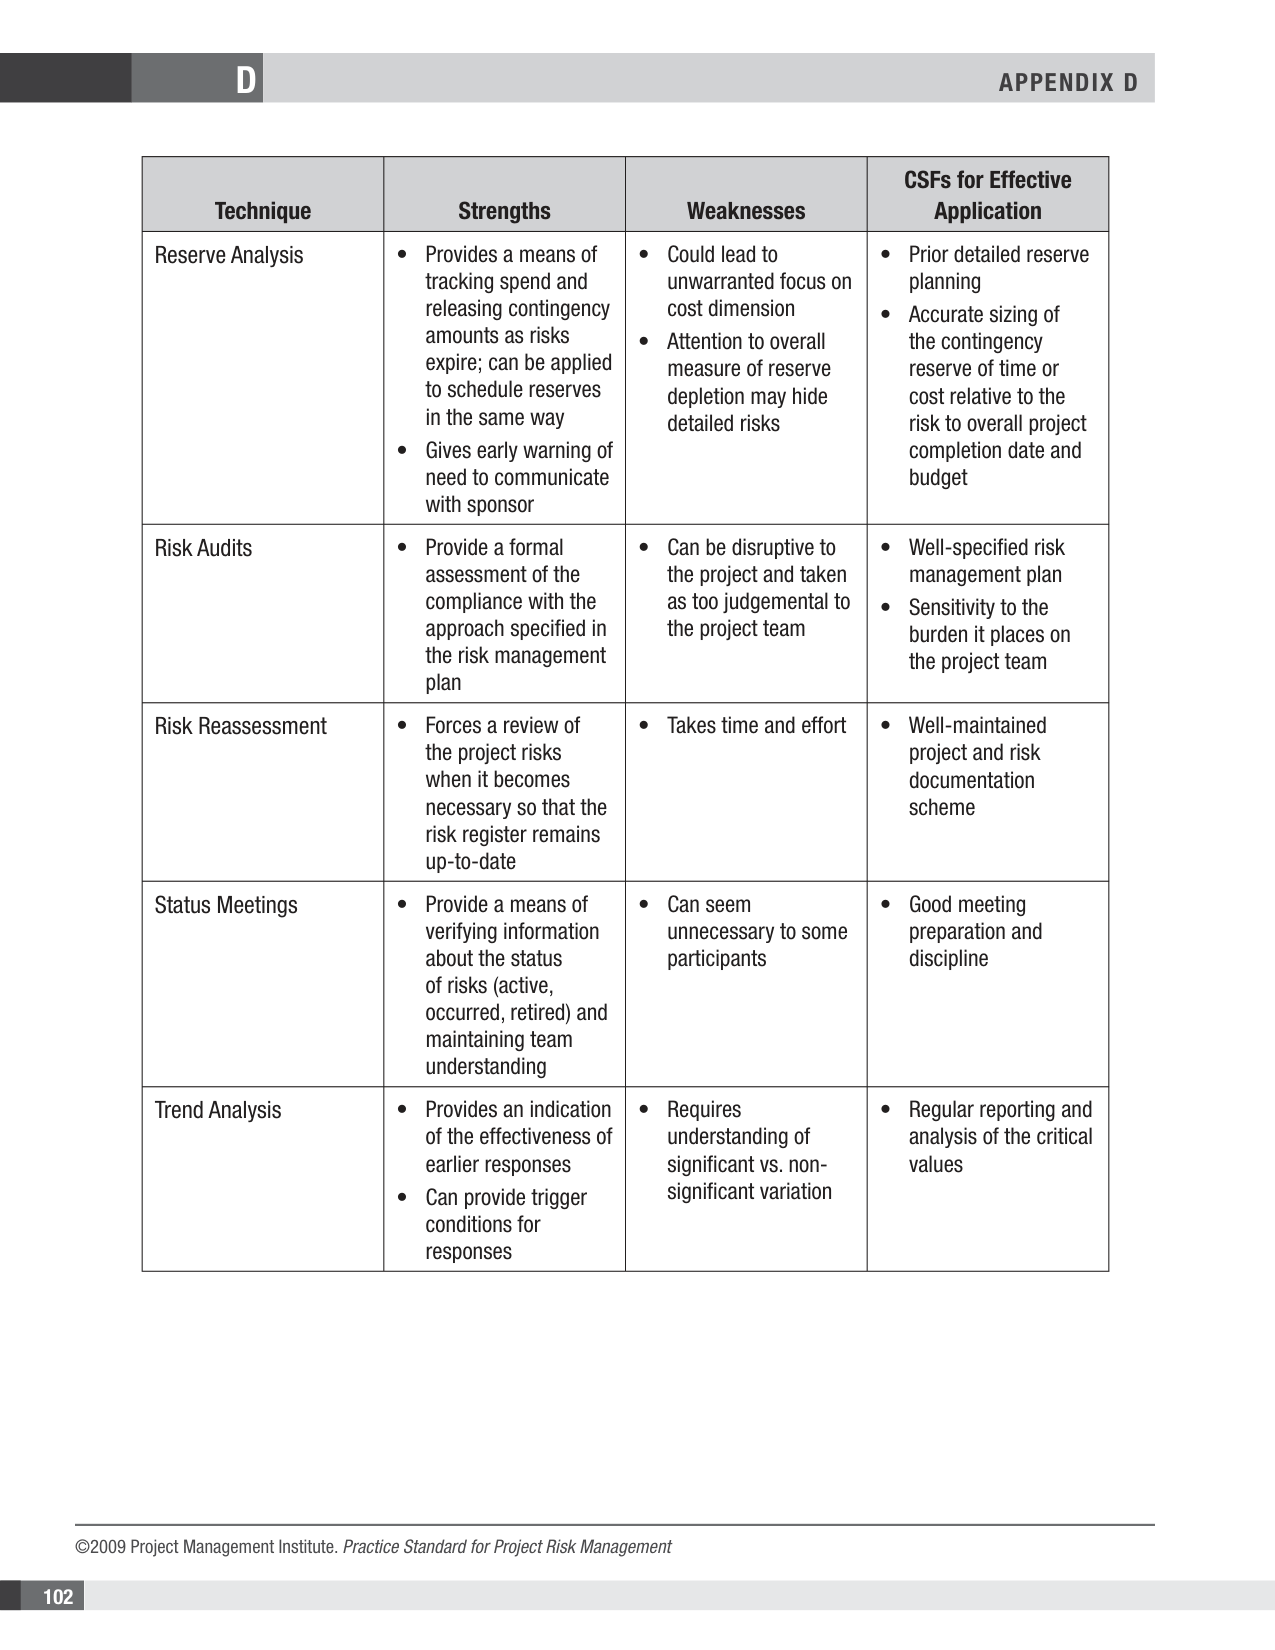 D
APPENDIX D
Technique
Strengths
Weaknesses
CSFs for Effective
Application
Reserve Analysis
• Provides a means of
tracking spend and
releasing contingency
amounts as risks
expire; can be applied
to schedule reserves
in the same way
• Gives early warning of
need to communicate
with sponsor
• Could lead to
unwarranted focus on
cost dimension
• Attention to overall
measure of reserve
depletion may hide
detailed risks
• Prior detailed reserve
planning
• Accurate sizing of
the contingency
reserve of time or
cost relative to the
risk to overall project
completion date and
budget
Risk Audits
• Provide a formal
assessment of the
compliance with the
approach specified in
the risk management
plan
• Can be disruptive to
the project and taken
as too judgemental to
the project team
• Well-specified risk
management plan
• Sensitivity to the
burden it places on
the project team
Risk Reassessment
• Forces a review of
the project risks
when it becomes
necessary so that the
risk register remains
up-to-date
• Takes time and effort
• Well-maintained
project and risk
documentation
scheme
Status Meetings
• Provide a means of
verifying information
about the status
of risks (active,
occurred, retired) and
maintaining team
understanding
• Can seem
unnecessary to some
participants
• Good meeting
preparation and
discipline
Trend Analysis
• Provides an indication
of the effectiveness of
earlier responses
• Can provide trigger
conditions for
responses
• Requires
understanding of
significant vs. non-
significant variation
• Regular reporting and
analysis of the critical
values
©2009 Project Management Institute. Practice Standard for Project Risk Management
102